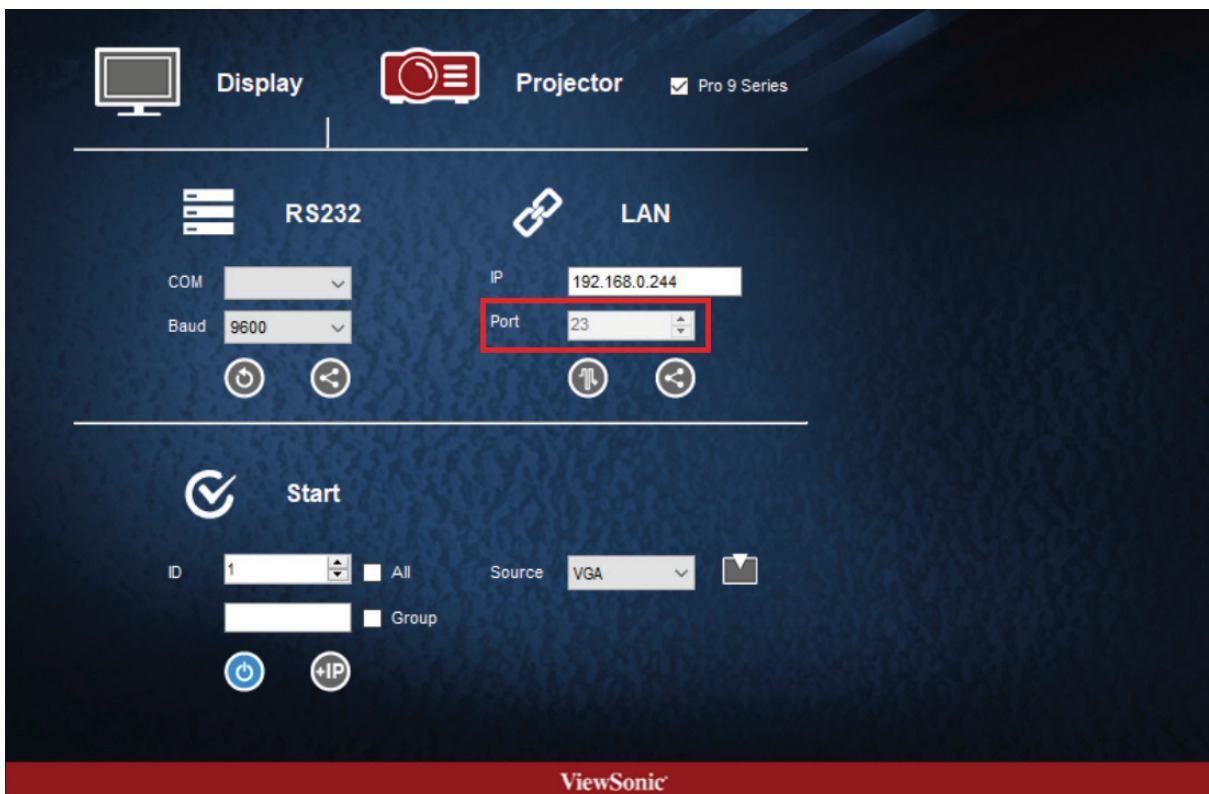 Display Projector Pro 9 Series
RS232 LAN
COM IP 192.168.0.244
Baud 9600 Port 23
Start
ID 1 All Source VGA
Group
+IP
ViewSonic